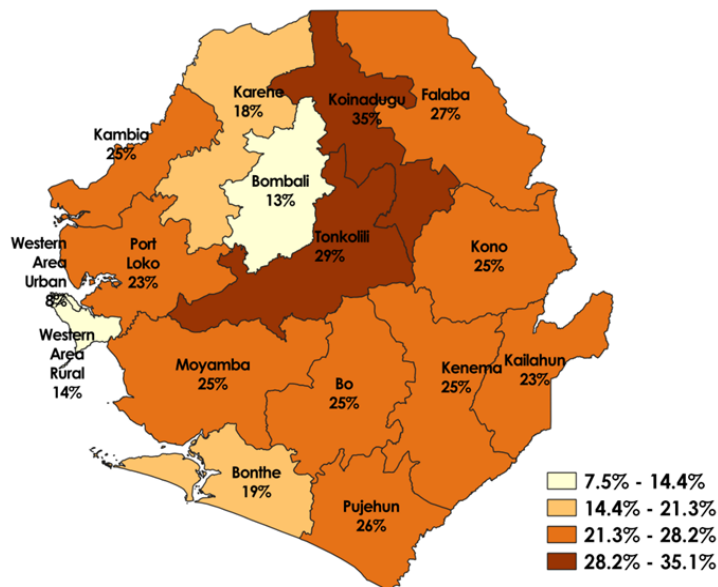 Karene
18%
Koinadugu
35%
Falaba
27%
Kambia
25%
Bombali
13%
Tonkolili
29%
Kono
25%
Port
Loko
23%
Western
Area
Urban
8%
Western
Area
Rural
14%
Moyamba
25%
Bo
25%
Kenema
25%
Kailahun
23%
Bonthe
19%
Pujehun
26%
7.5% - 14.4%
14.4% - 21.3%
21.3% - 28.2%
28.2% - 35.1%